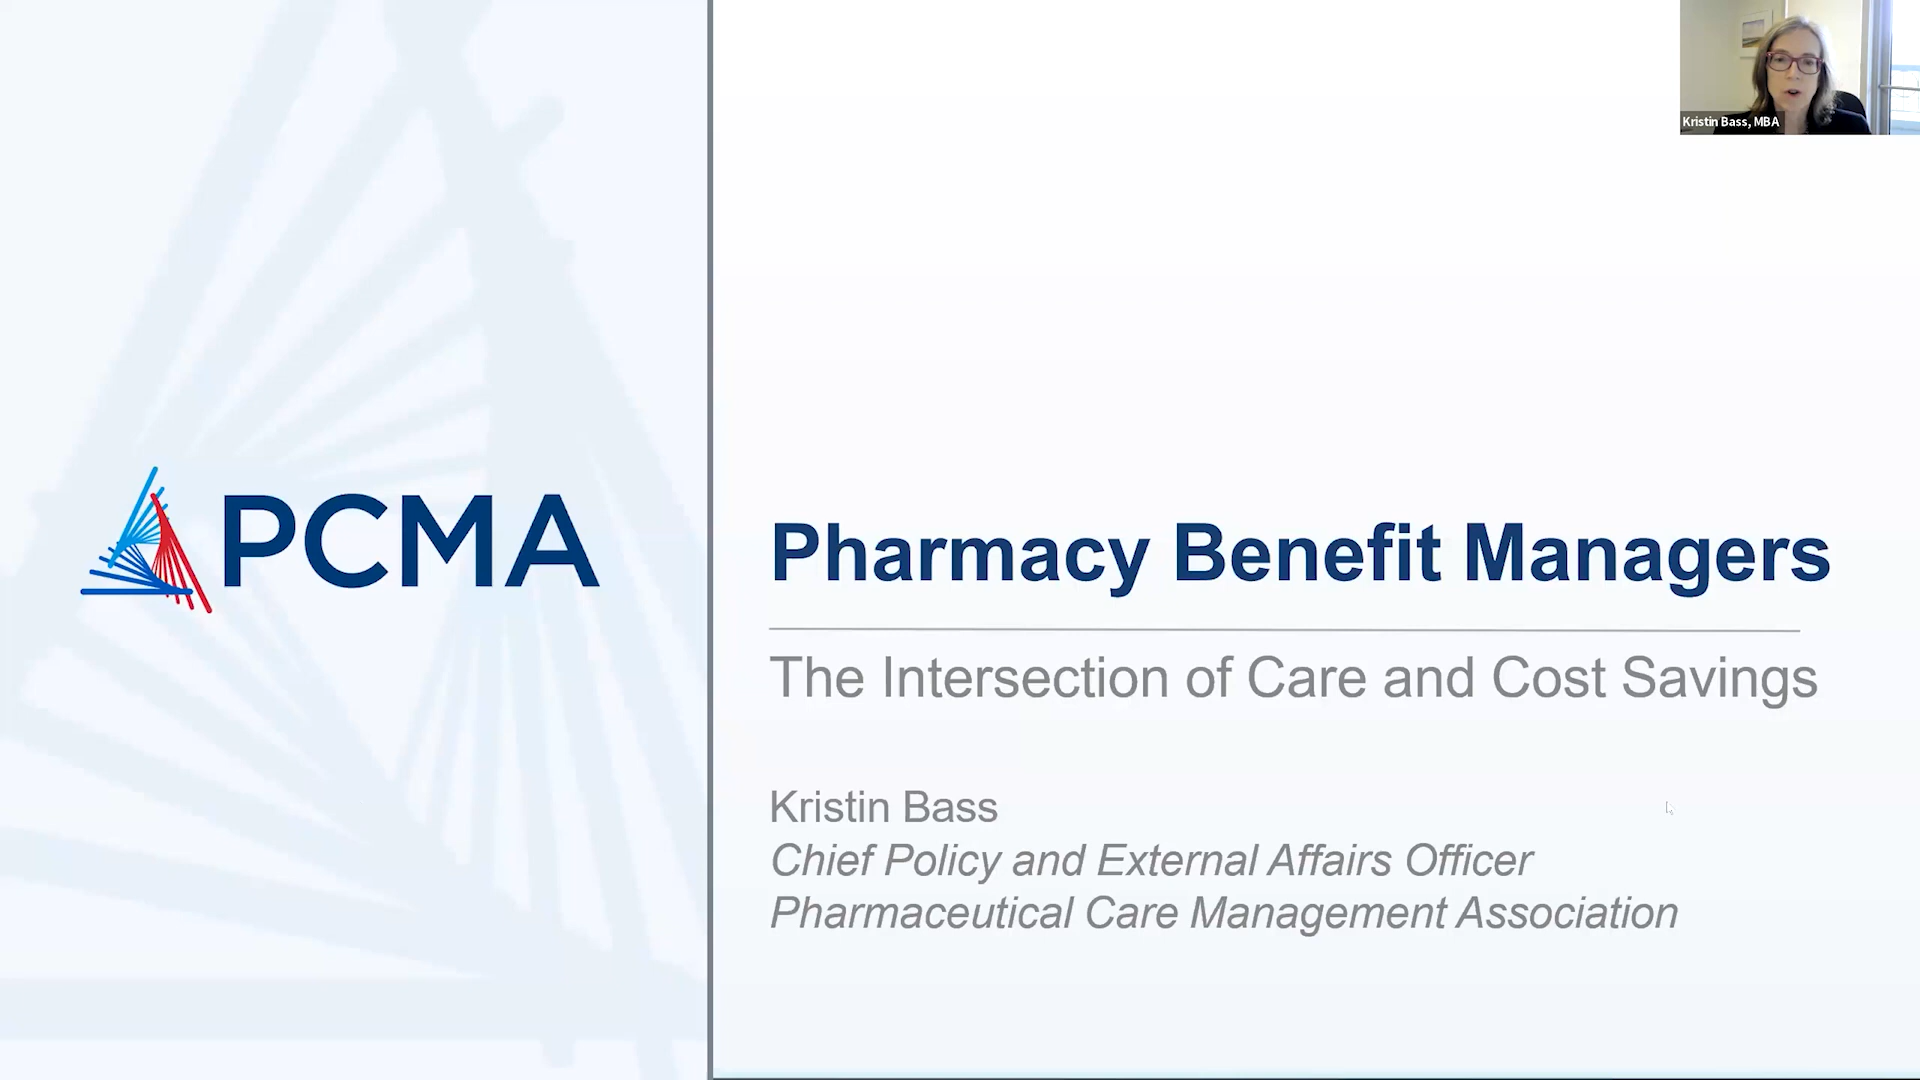 Kristin Bass, MBA
PCMA
Pharmacy Benefit Managers
The Intersection of Care and Cost Savings
Kristin Bass
Chief Policy and External Affairs Officer
Pharmaceutical Care Management Association